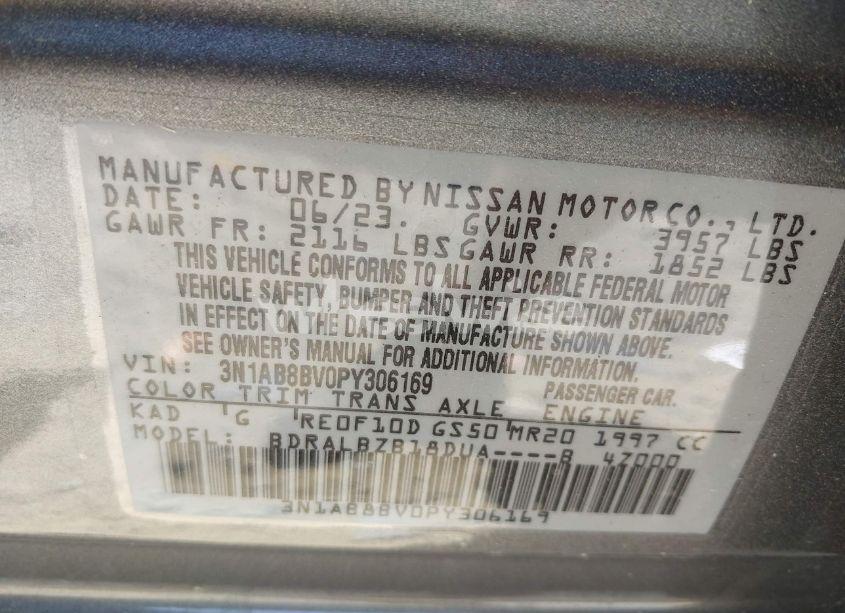 MANUFACTURED BY NISSAN MOTOR CO., LTD.
DATE: 06/23. GVWR: 3957 LBS
GAWR FR: 2116 LBS GAWR RR: 1852 LBS
THIS VEHICLE CONFORMS TO ALL APPLICABLE FEDERAL MOTOR
VEHICLE SAFETY, BUMPER AND THEFT PREVENTION STANDARDS
IN EFFECT ON THE DATE OF MANUFACTURE SHOWN ABOVE.
SEE OWNER'S MANUAL FOR ADDITIONAL INFORMATION.
VIN: 3N1AB8BV0PY306169 PASSENGER CAR.
COLOR TRIM TRANS AXLE ENGINE
KAD G RE0F10D GS50 MR20 1997 CC
MODEL: BDRALBZB18DUA----B 4Z000
3N1AB8BV0PY306169